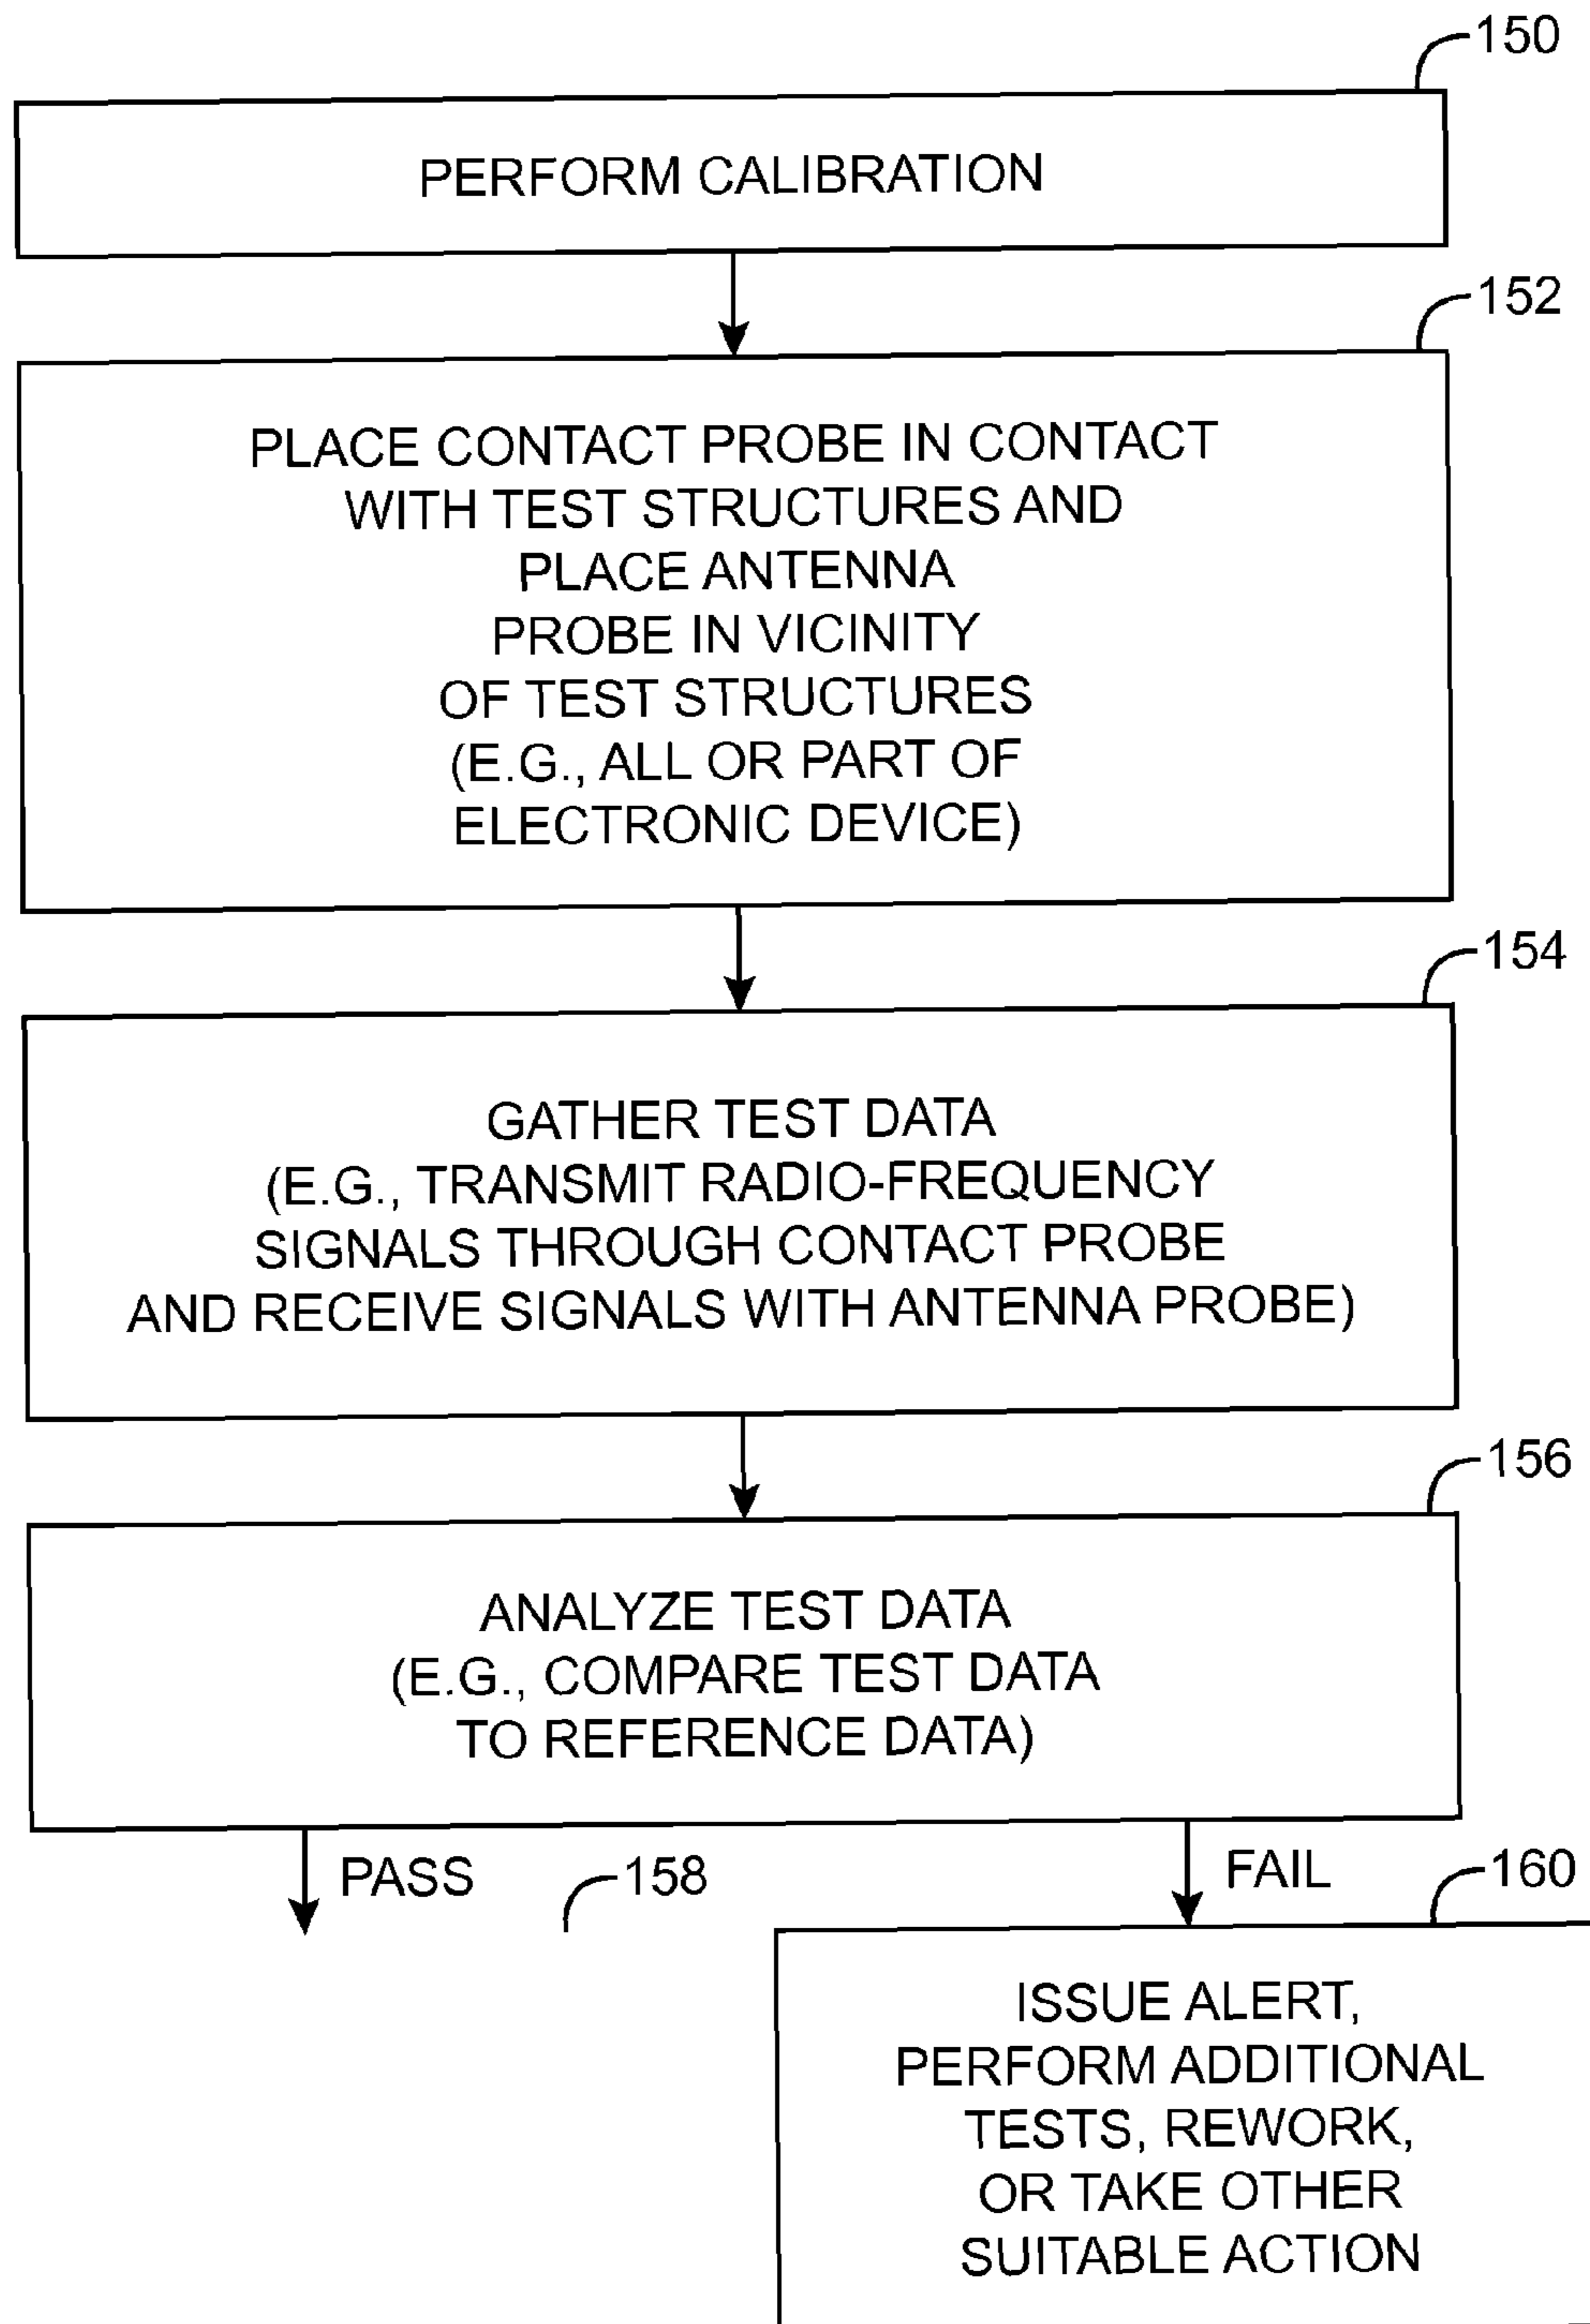 150
PERFORM CALIBRATION
152
PLACE CONTACT PROBE IN CONTACT
WITH TEST STRUCTURES AND
PLACE ANTENNA
PROBE IN VICINITY
OF TEST STRUCTURES
(E.G., ALL OR PART OF
ELECTRONIC DEVICE)
154
GATHER TEST DATA
(E.G., TRANSMIT RADIO-FREQUENCY
SIGNALS THROUGH CONTACT PROBE
AND RECEIVE SIGNALS WITH ANTENNA PROBE)
156
ANALYZE TEST DATA
(E.G., COMPARE TEST DATA
TO REFERENCE DATA)
PASS
158
FAIL
160
ISSUE ALERT,
PERFORM ADDITIONAL
TESTS, REWORK,
OR TAKE OTHER
SUITABLE ACTION